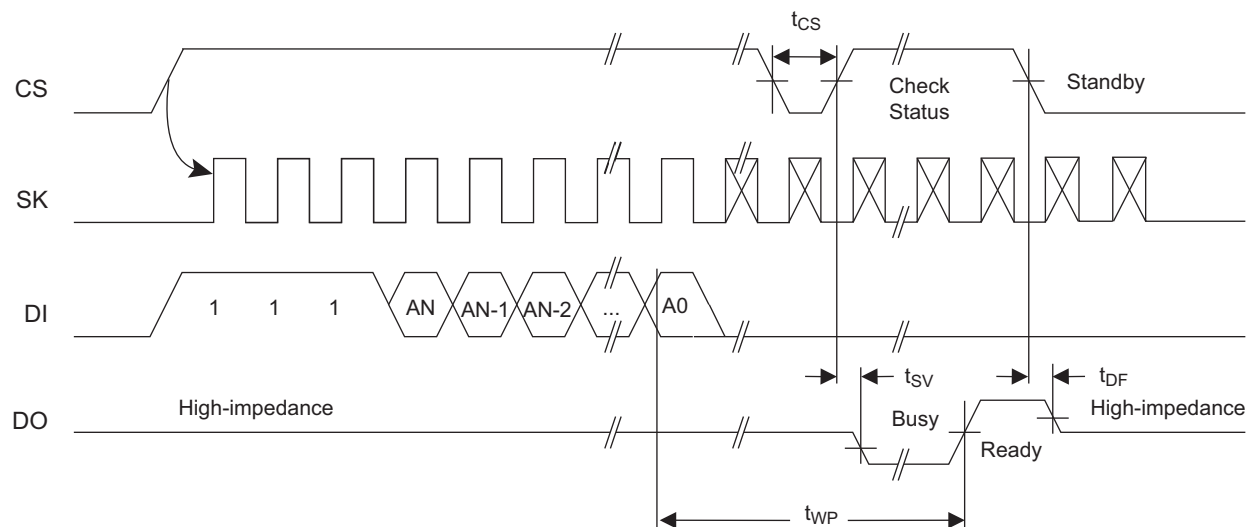 tCS
CS
Check
Status
Standby
SK
DI
1 1 1 AN AN-1 AN-2 ... A0
tSV
tDF
DO
High-impedance
Busy
Ready
High-impedance
tWP